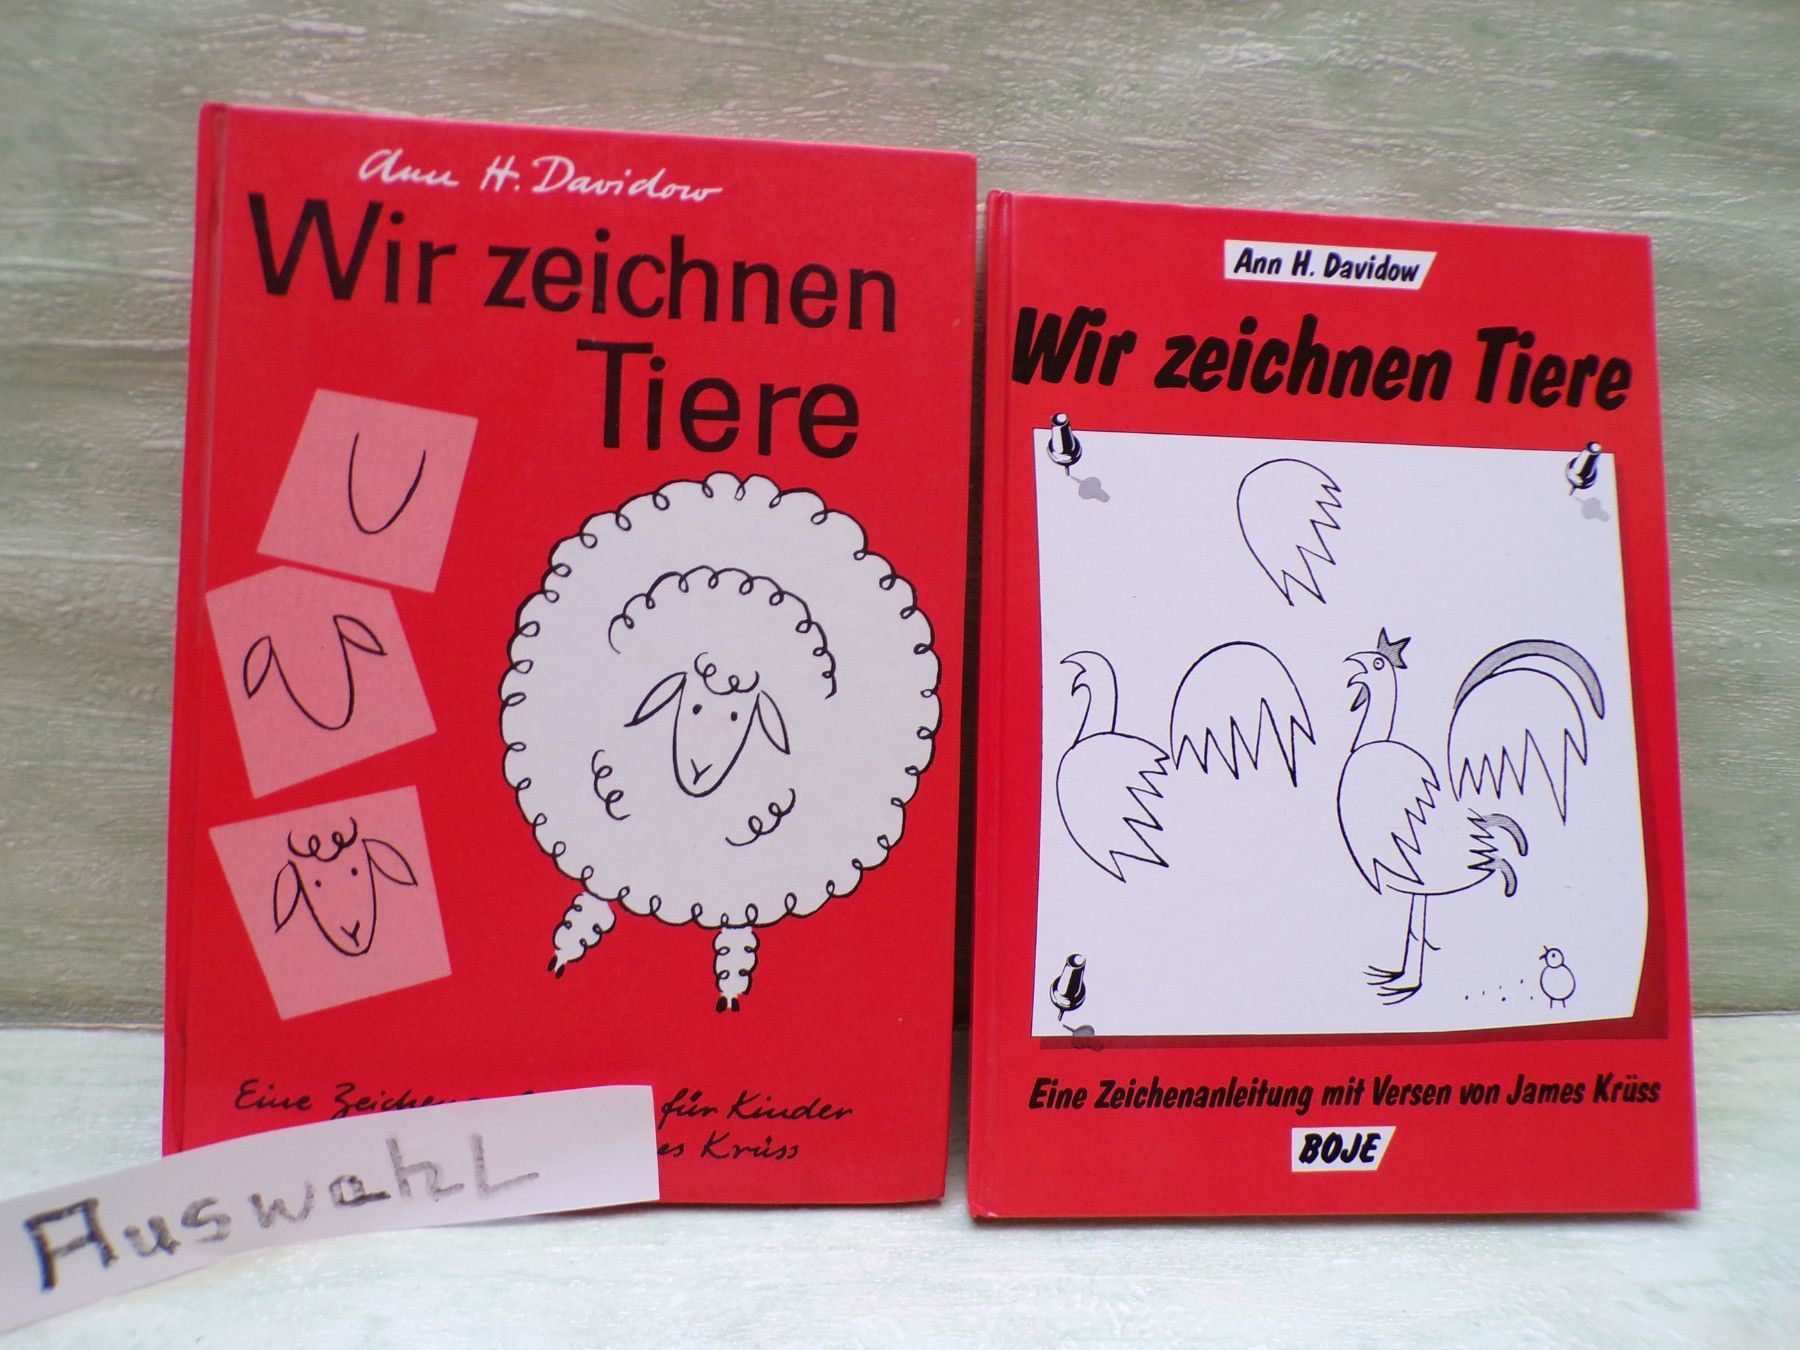 Ann H. Davidow
Wir zeichnen
Tiere
für Kinder
Krüss
Auswahl
Ann H. Davidow
Wir zeichnen Tiere
Eine Zeichenanleitung mit Versen von James Krüss
BOJE